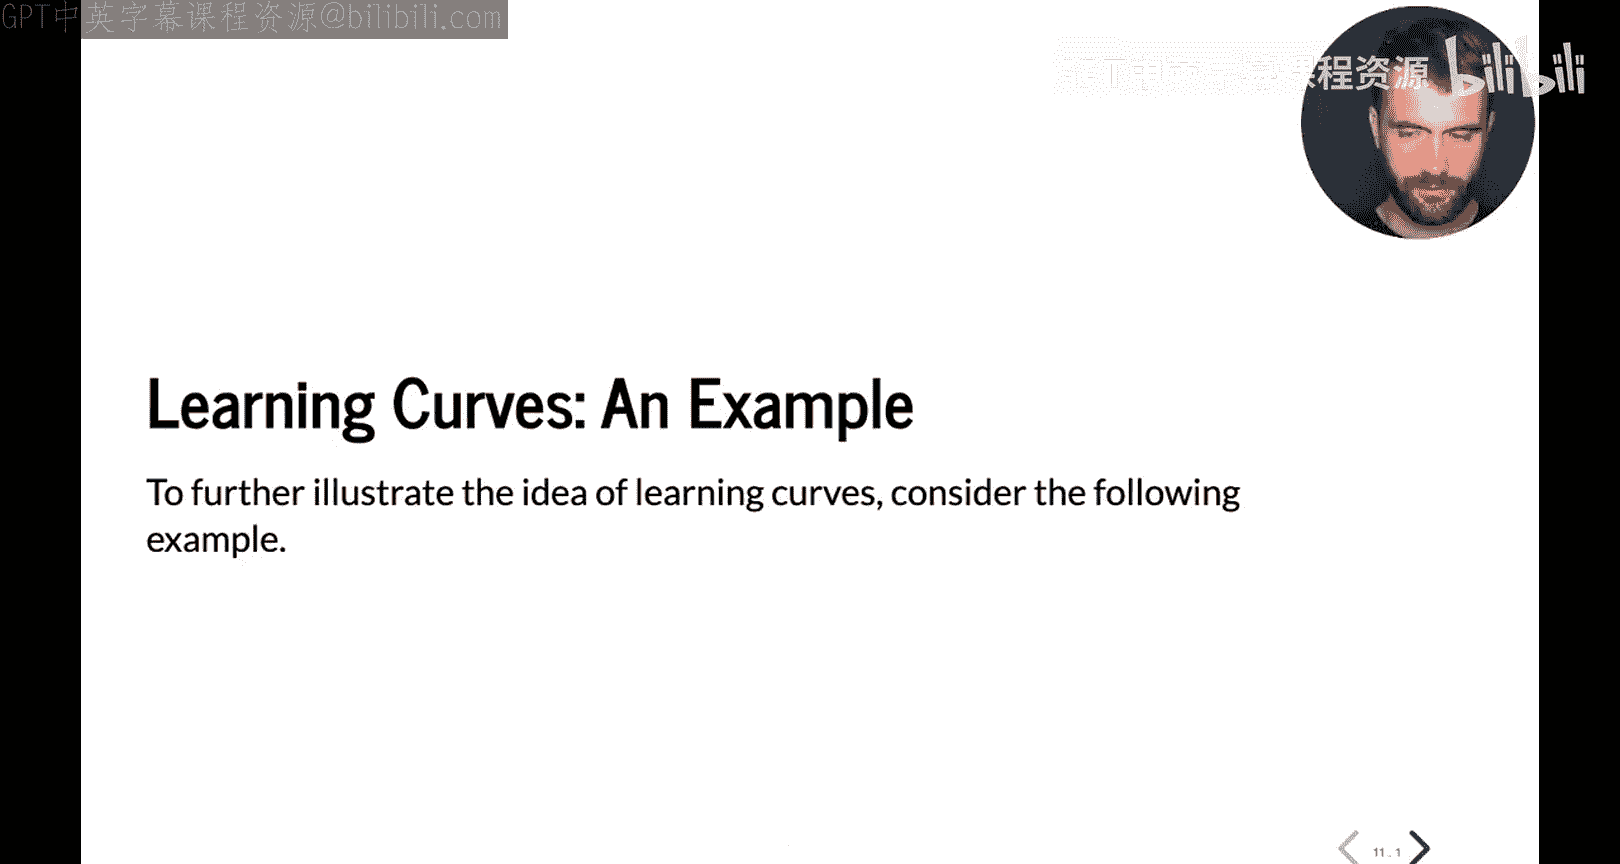 GPT中英字幕课程资源@bilibili.com
程资源 bilibili
Learning Curves: An Example
To further illustrate the idea of learning curves, consider the following
example.
11.1